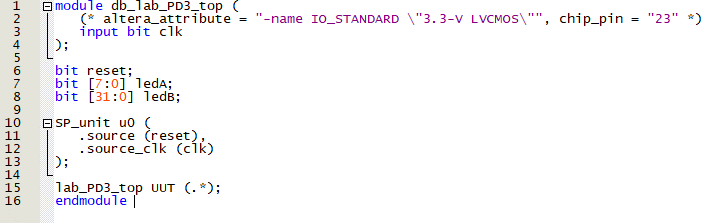 1 module db_lab_PD3_top (
2 (* altera_attribute = "-name IO_STANDARD \"3.3-V LVCMOS\"", chip_pin = "23" *)
3 input bit clk
4 );
5
6 bit reset;
7 bit [7:0] ledA;
8 bit [31:0] ledB;
9
10 SP_unit u0 (
11 .source (reset),
12 .source_clk (clk)
13 );
14
15 lab_PD3_top UUT (.*);
16 endmodule